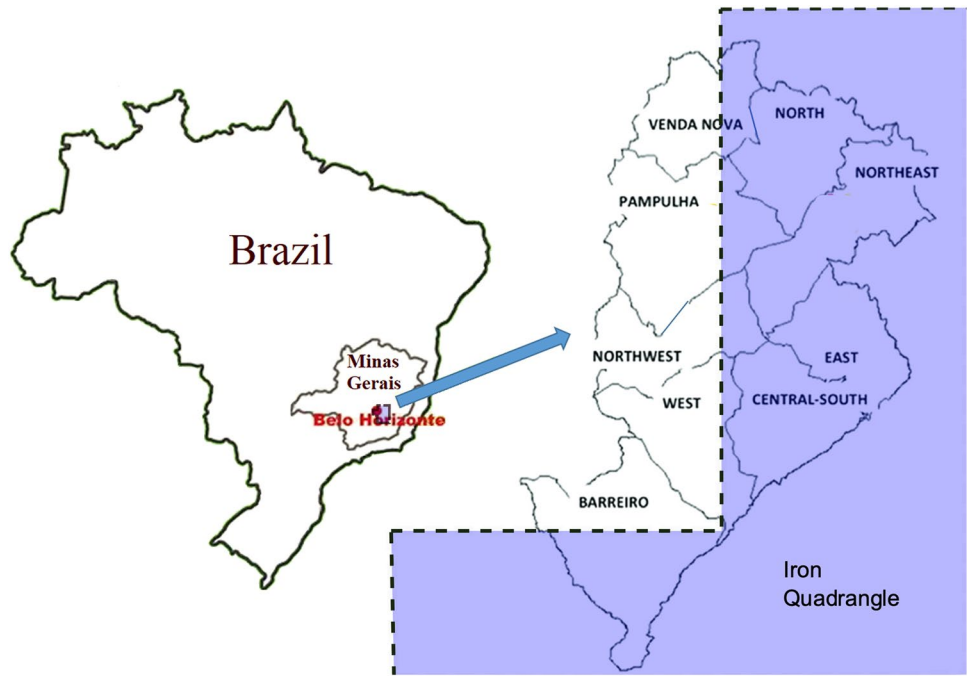 Brazil
Minas
Gerais
Belo Horizonte
VENDA NOVA
NORTH
NORTHEAST
PAMPULHA
NORTHWEST
EAST
WEST
CENTRAL-SOUTH
BARREIRO
Iron
Quadrangle